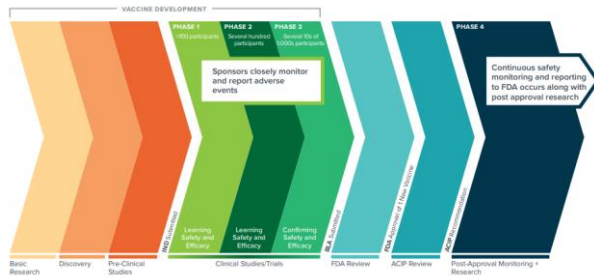 VACCINE DEVELOPMENT
PHASE 1
~100 participants
PHASE 2
Several hundred
participants
PHASE 3
Several 10s of
1,000s participants
PHASE 4
Sponsors closely monitor
and report adverse
events
Continuous safety
monitoring and reporting
to FDA occurs along with
post approval research
IND Submitted
BLA Submitted
FDA Approval of 1 New Vaccine
ACIP Recommendation
Learning
Safety and
Efficacy
Learning
Safety and
Efficacy
Confirming
Safety and
Efficacy
Basic
Research
Discovery
Pre-Clinical
Studies
Clinical Studies/Trials
FDA Review
ACIP Review
Post-Approval Monitoring +
Research